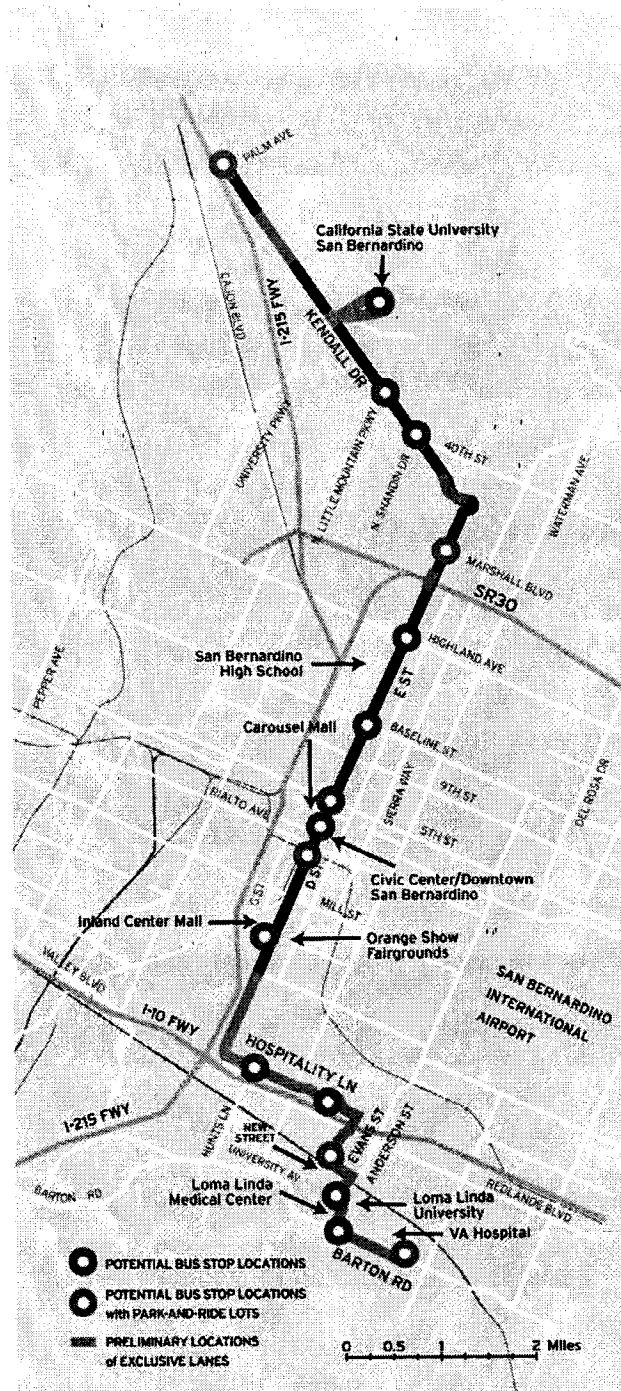 PALM AVE
California State University
San Bernardino
CAJON BLVD
I-215 FWY
KENDALL DR
UNIVERSITY PKWY
LITTLE MOUNTAIN PKWY
N. SHANDIN DR
40TH ST
WATERMAN AVE
MARSHALL BLVD
SR30
HIGHLAND AVE
San Bernardino
High School
E ST
PEPPER AVE
Carousel Mall
BASELINE ST
SIERRA WAY
9TH ST
DEL ROSA DR
RIALTO AVE
5TH ST
D ST
Civic Center/Downtown
San Bernardino
G ST
MILL ST
Inland Center Mall
Orange Show
Fairgrounds
VALLEY BLVD
SAN BERNARDINO
INTERNATIONAL
AIRPORT
I-10 FWY
HOSPITALITY LN
I-215 FWY
HUNTS LN
NEW
STREET
EVANS ST
ANDERSON ST
UNIVERSITY AV
BARTON RD
Loma Linda
Medical Center
Loma Linda
University
REDLANDS BLVD
VA Hospital
BARTON RD
POTENTIAL BUS STOP LOCATIONS
POTENTIAL BUS STOP LOCATIONS
with PARK-AND-RIDE LOTS
PRELIMINARY LOCATIONS
of EXCLUSIVE LANES
0 0.5 1 2 Miles